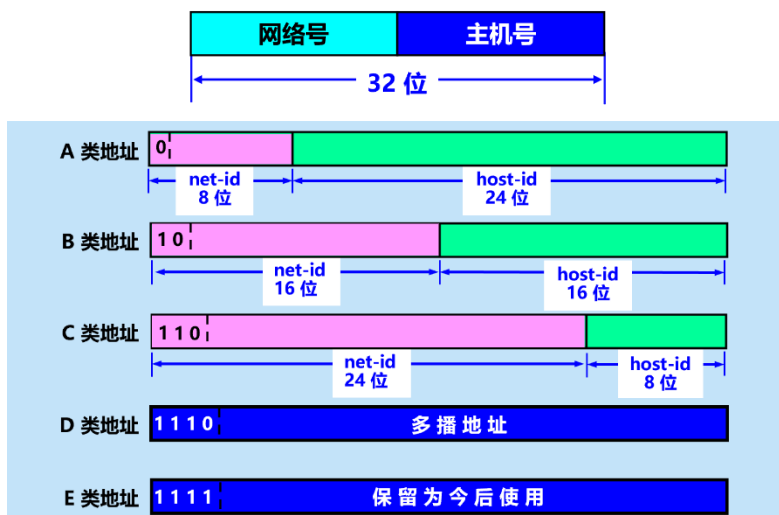 网络号 主机号
32 位
A 类地址 0
net-id host-id
8 位 24 位
B 类地址 1 0
net-id host-id
16 位 16 位
C 类地址 1 1 0
net-id host-id
24 位 8 位
D 类地址 1 1 1 0 多 播 地 址
E 类地址 1 1 1 1 保 留 为 今 后 使 用